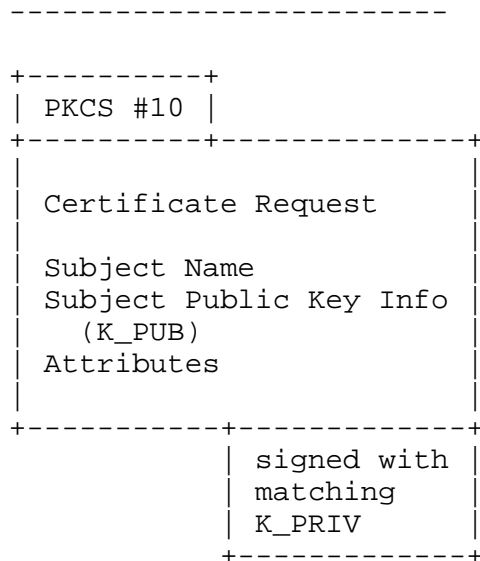 PKCS #10
Certificate Request
Subject Name
Subject Public Key Info
(K_PUB)
Attributes
signed with
matching
K_PRIV